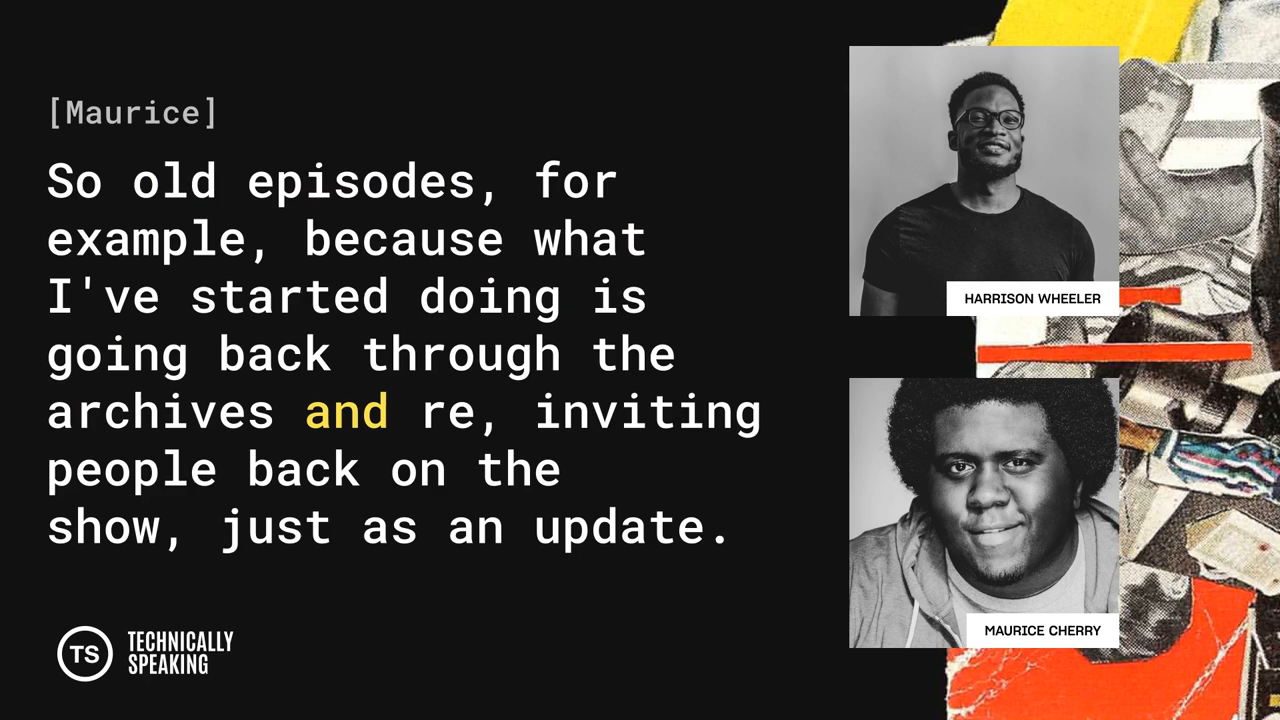 [Maurice]
So old episodes, for
example, because what
I've started doing is
going back through the
archives and re, inviting
people back on the
show, just as an update.
HARRISON WHEELER
MAURICE CHERRY
TS
TECHNICALLY
SPEAKING